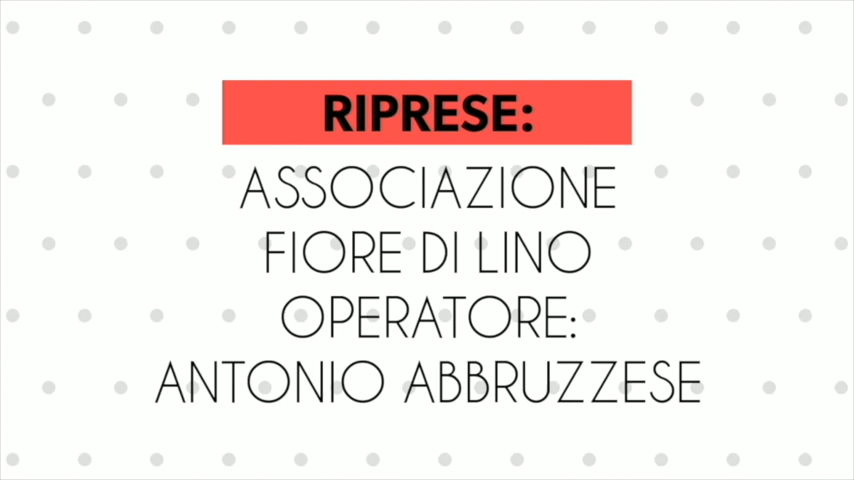 RIPRESE:
ASSOCIAZIONE
FIORE DI LINO
OPERATORE:
ANTONIO ABBRUZZESE